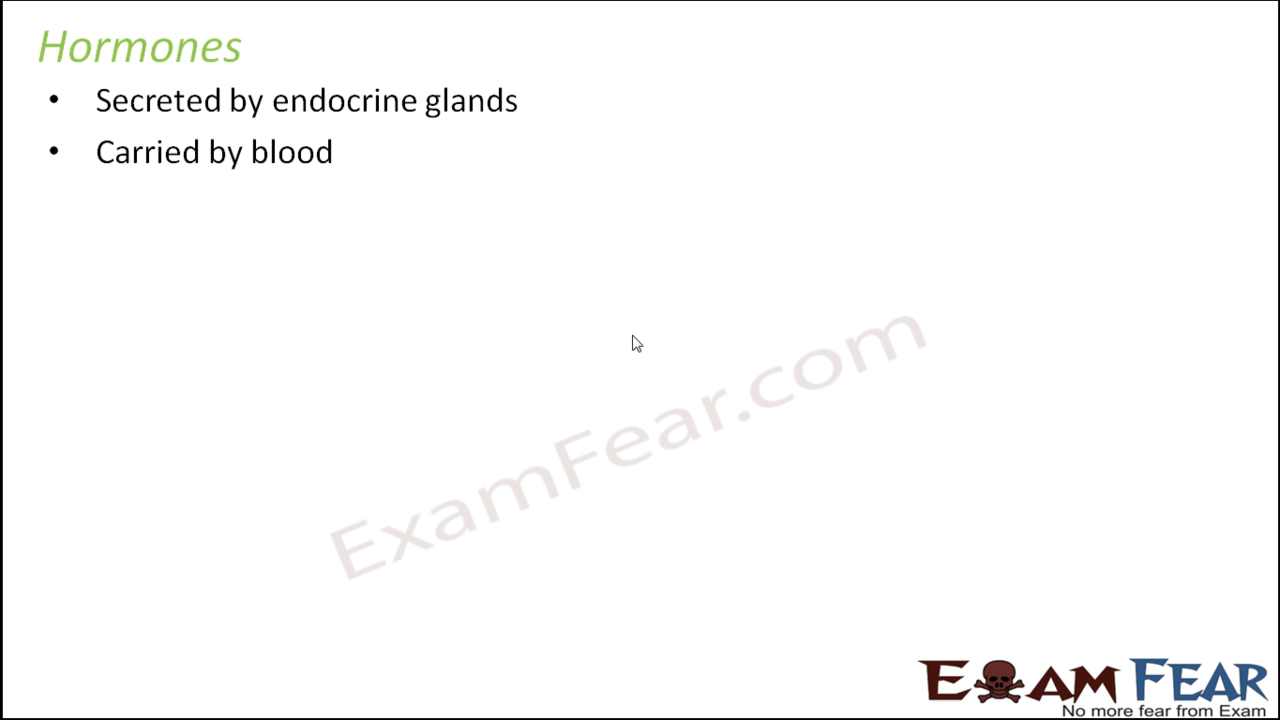 Hormones
• Secreted by endocrine glands
• Carried by blood
ExamFear.com
EXAM FEAR
No more fear from Exam